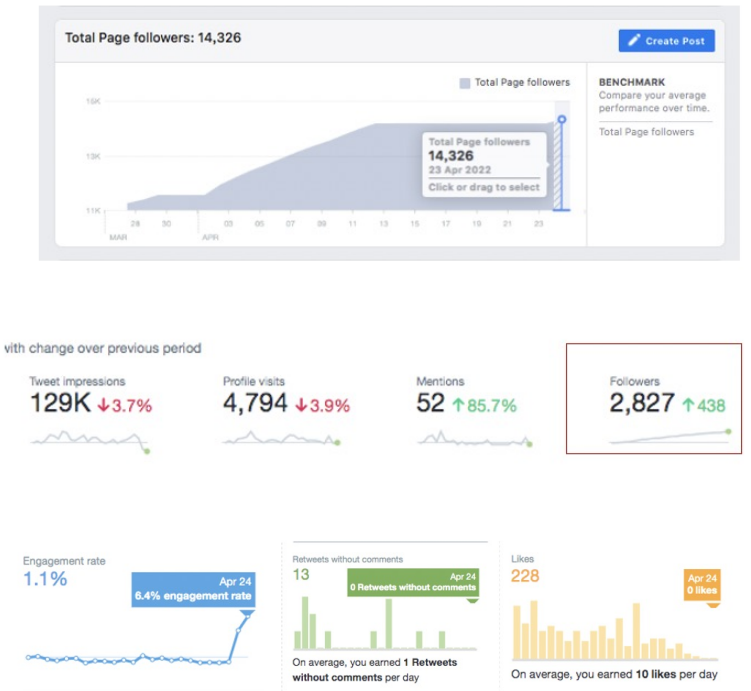 Total Page followers: 14,326
Create Post
Total Page followers
BENCHMARK
Compare your average
performance over time.
Total Page followers
15K
13K
11K
Total Page followers
14,326
23 Apr 2022
Click or drag to select
28 30 03 05 07 09 11 13 15 17 19 21 23
MAR APR
with change over previous period
Tweet impressions
129K ↓3.7%
Profile visits
4,794 ↓3.9%
Mentions
52 ↑85.7%
Followers
2,827 ↑438
Engagement rate
1.1%
Apr 24
6.4% engagement rate
Retweets without comments
13
Apr 24
0 Retweets without comments
On average, you earned 1 Retweets
without comments per day
Likes
228
Apr 24
0 likes
On average, you earned 10 likes per day